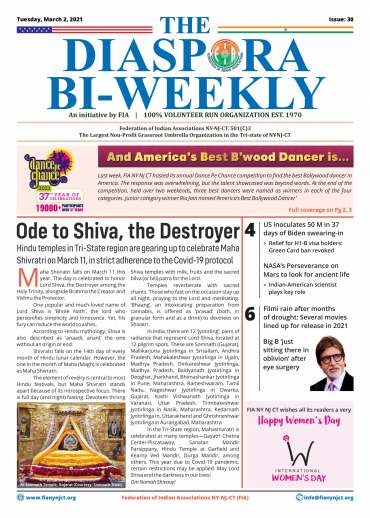 Tuesday, March 2, 2021
Issue: 30
THE
DIASPORA
BI-WEEKLY
An initiative by FIA | 100% VOLUNTEER RUN ORGANIZATION EST. 1970
Federation of Indian Associations NY-NJ-CT. 501(C)3
The Largest Non-Profit Grassroot Umbrella Organization in the Tri-state of NY-NJ-CT
dance pe
chance
37th YEAR OF
CELEBRATIONS
19000+ PARTICIPANTS
And America's Best B'wood Dancer is...
Last week, FIA NY-NJ-CT hosted its annual Dance Pe Chance competition to find the best Bollywood dancer in
America. The response was overwhelming, but the talent showcased was beyond words. At the end of the
competition, held over two weekends, three best dancers were named as winners in each of the four
categories. Junior category winner Ria Jain named America's Best Bollywood Dancer!
Full coverage on Pg 2, 3
Ode to Shiva, the Destroyer
Hindu temples in Tri-State region are gearing up to celebrate Maha
Shivratri on March 11, in strict adherence to the Covid-19 protocol
Maha Shivratri falls on March 11 this
year. The day is celebrated to honor
Lord Shiva, the Destroyer among the
Holy Trinity, alongside Brahma the Creator and
Vishnu the Protector.
One popular and much-loved name of
Lord Shiva is 'Bhole Nath', the lord who
personifies simplicity and innocence. Yet, his
fury can reduce the world to ashes.
According to Hindu mythology, Shiva is
also described as 'anaadi, anant' the one
without an origin or end.
Shivratri falls on the 14th day of every
month of Hindu lunar calendar. However, the
one in the month of Magh) is celebrated
as Maha Shivratri.
The element of revelry is central to most
Hindu festivals, but Maha Shivratri stands
apart because of its introspective focus. There
is full day (and night) fasting. Devotees throng
Shiva temples with milk, fruits and the sacred
bilva/jor bail/guava for the Lord.
Temples reverberate with sacred
chants. Those who fast on the occasion stay up
all night, praying to the Lord and meditating.
'Bhaang', an intoxicating preparation from
cannabis, is offered as 'prasad' (both, in
granular form and as a drink) to devotees on
Shivratri.
In India, there are 12 'jyotirling', piers of
radiance that represent Lord Shiva, located at
12 pilgrim spots. These are Somnath (Gujarat),
Mallikarjuna jyotirlinga in Srisailam, Andhra
Pradesh, Mahakaleshwar jyotirlinga in Ujjain,
Madhya Pradesh, Omkareshwar jyotirlinga,
Madhya Pradesh, Baidyanath jyotirlinga in
Deoghar, Jharkhand, Bhimashankar jyotirlinga
in Pune, Maharashtra, Rameshwaram, Tamil
Nadu, Nageshwar jyotirlinga in Dwarka,
Gujarat, Kashi Vishwanath jyotirlinga in
Varanasi, Uttar Pradesh, Trimbakeshwar
jyotirlinga in Nasik, Maharashtra, Kedarnath
jyotirlinga in, Uttarakhand and Ghrishneshwar
jyotirlinga in Aurangabad, Maharashtra.
In the Tri-State region, Mahashivratri is
celebrated at many temples—Gayatri Chetna
Center-Piscataway, Sanatan Mandir
Parsippany, Hindu Temple at Garfield and
Kearny Ved Mandir, Durga Mandir, among
others. This year due to Covid-19 pandemic,
certain restrictions may be applied. May Lord
Shiva end the darkness in our lives!
Om Namah Shivaay!
At Somnath Temple, Gujarat (Courtesy: Somnath Trust)
4
US inoculates 50 M in 37
days of Biden swearing-in
Relief for H1-B visa holders:
Green Card ban revoked
NASA's Perseverance on
Mars to look for ancient life
Indian-American scientist
plays key role
6
Filmi rain after months
of drought: Several movies
lined up for release in 2021
Big B 'just
sitting there in
oblivion' after
eye surgery
FIA NY NJ CT wishes all its readers a very
Happy Women's Day
INTERNATIONAL
WOMEN'S DAY
www.fianynjct.org
Federation of Indian Associations NY-NJ-CT (FIA)
info@fianynjct.org